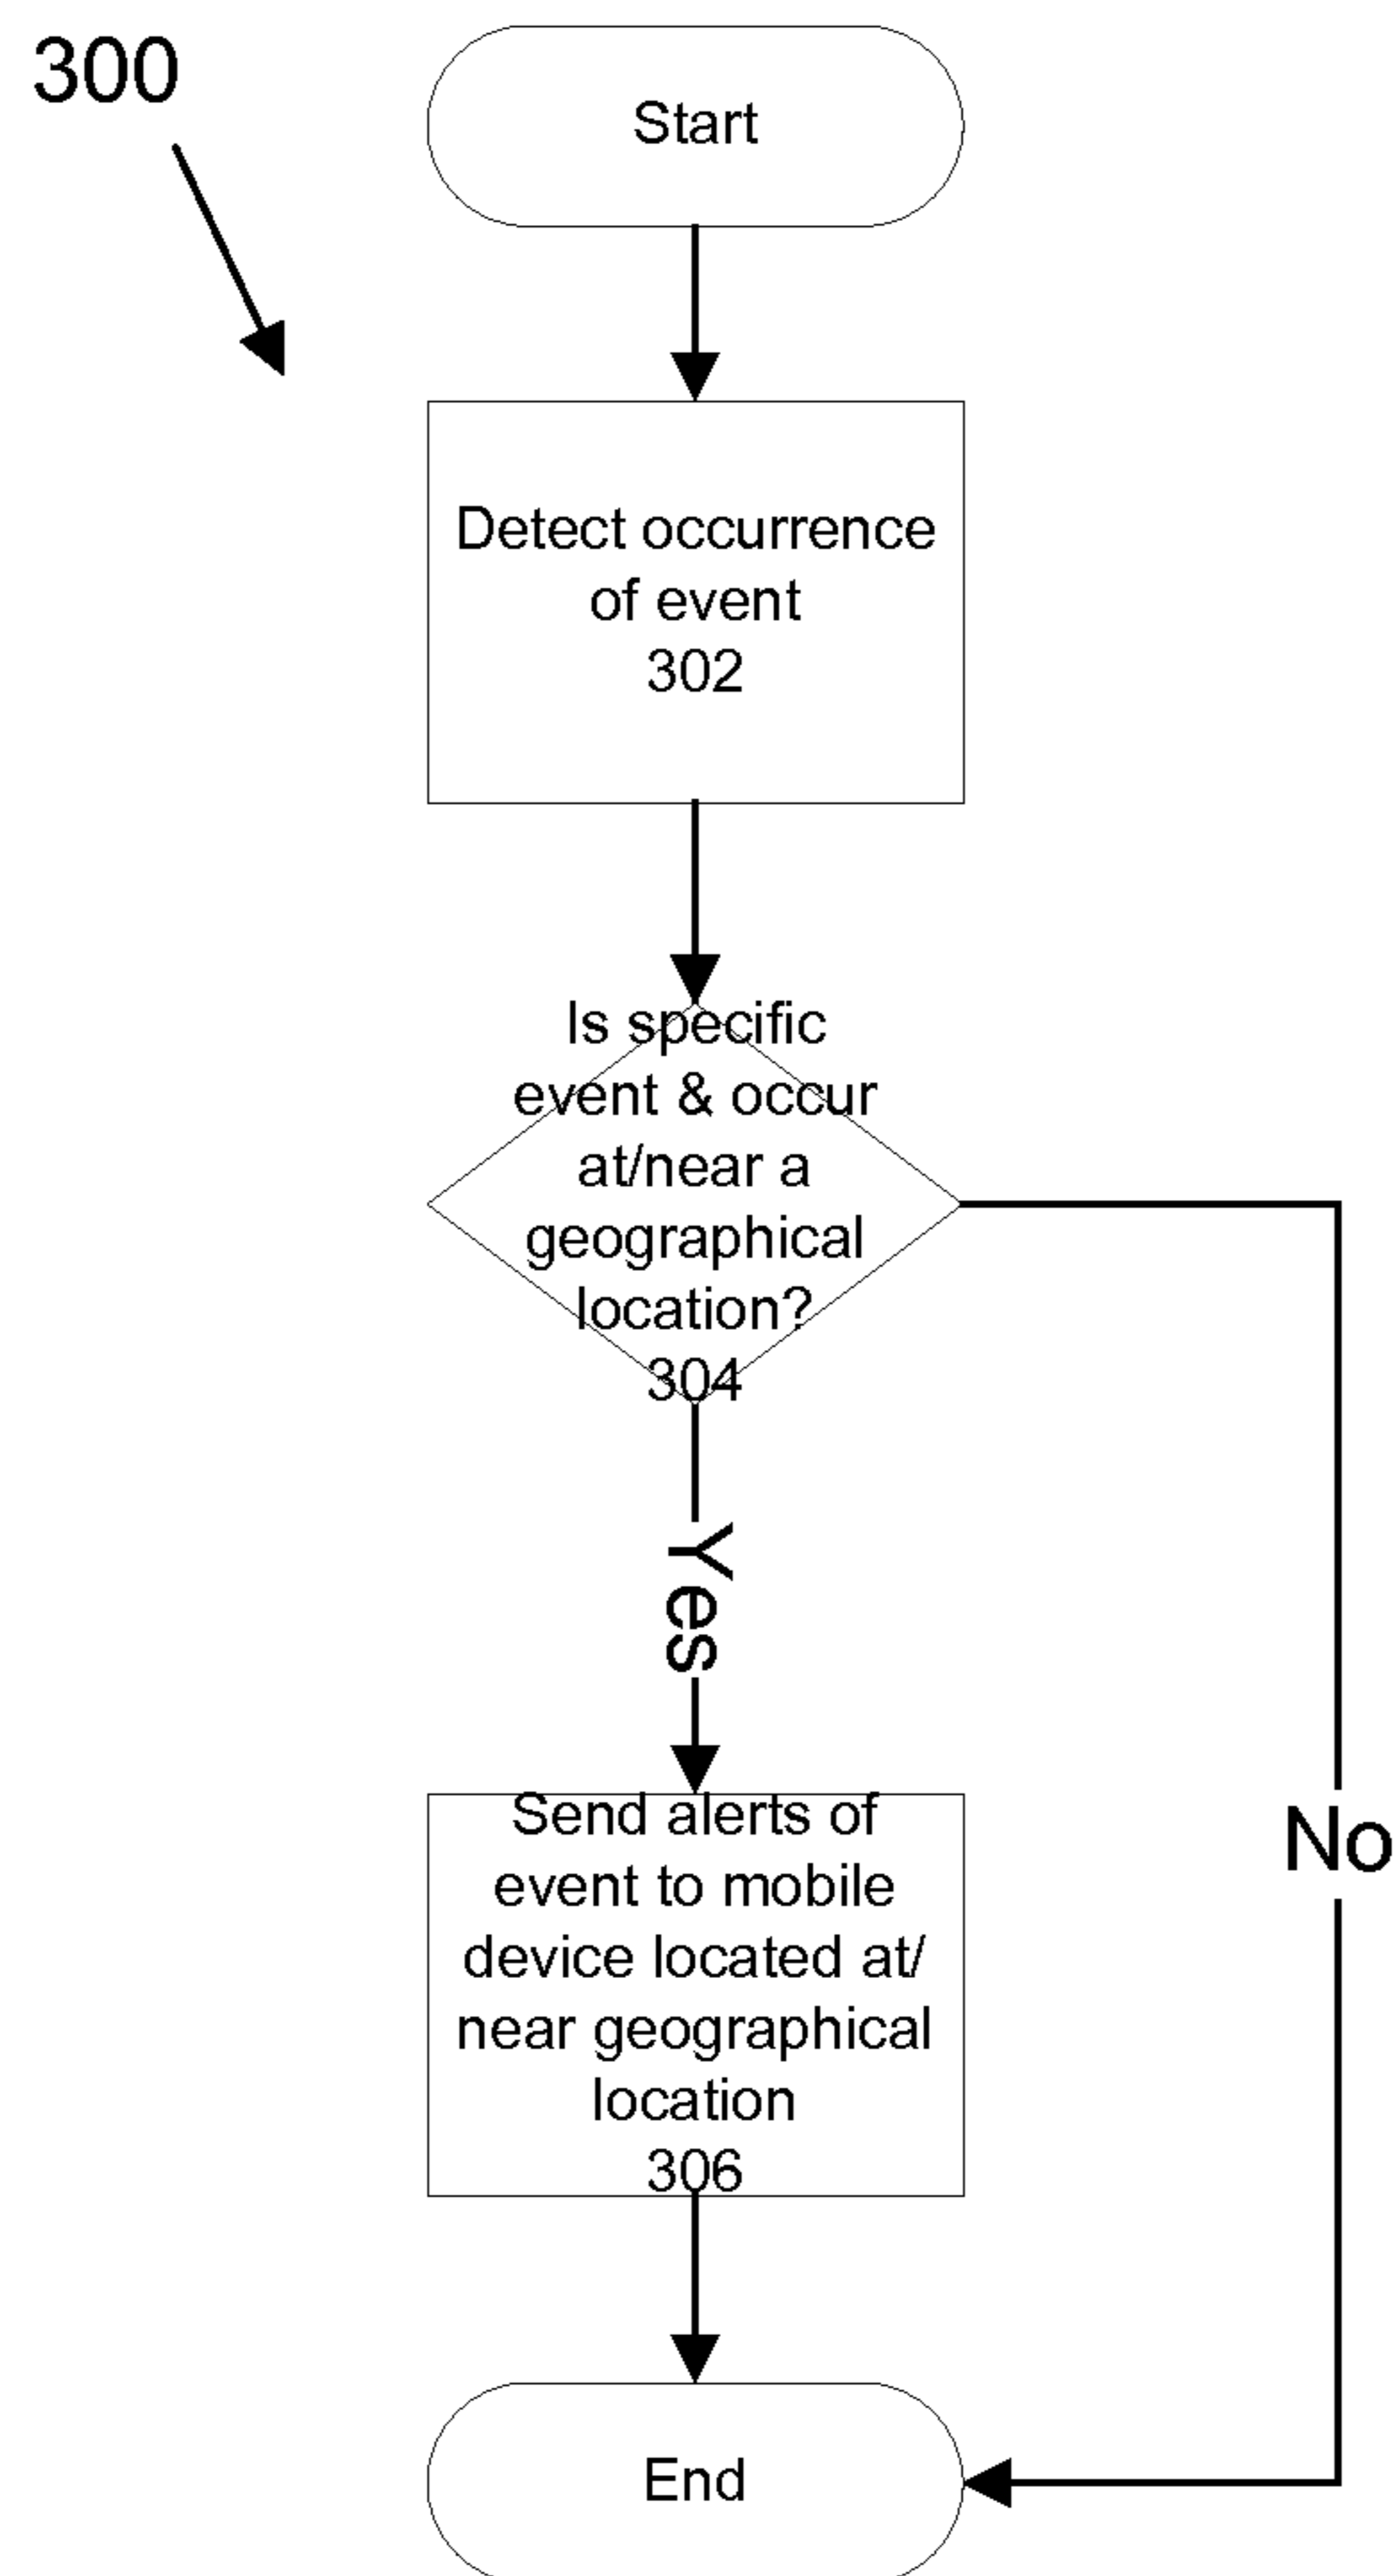 300
Start
Detect occurrence
of event
302
Is specific
event & occur
at/near a
geographical
location?
304
Yes
Send alerts of
event to mobile
device located at/
near geographical
location
306
No
End